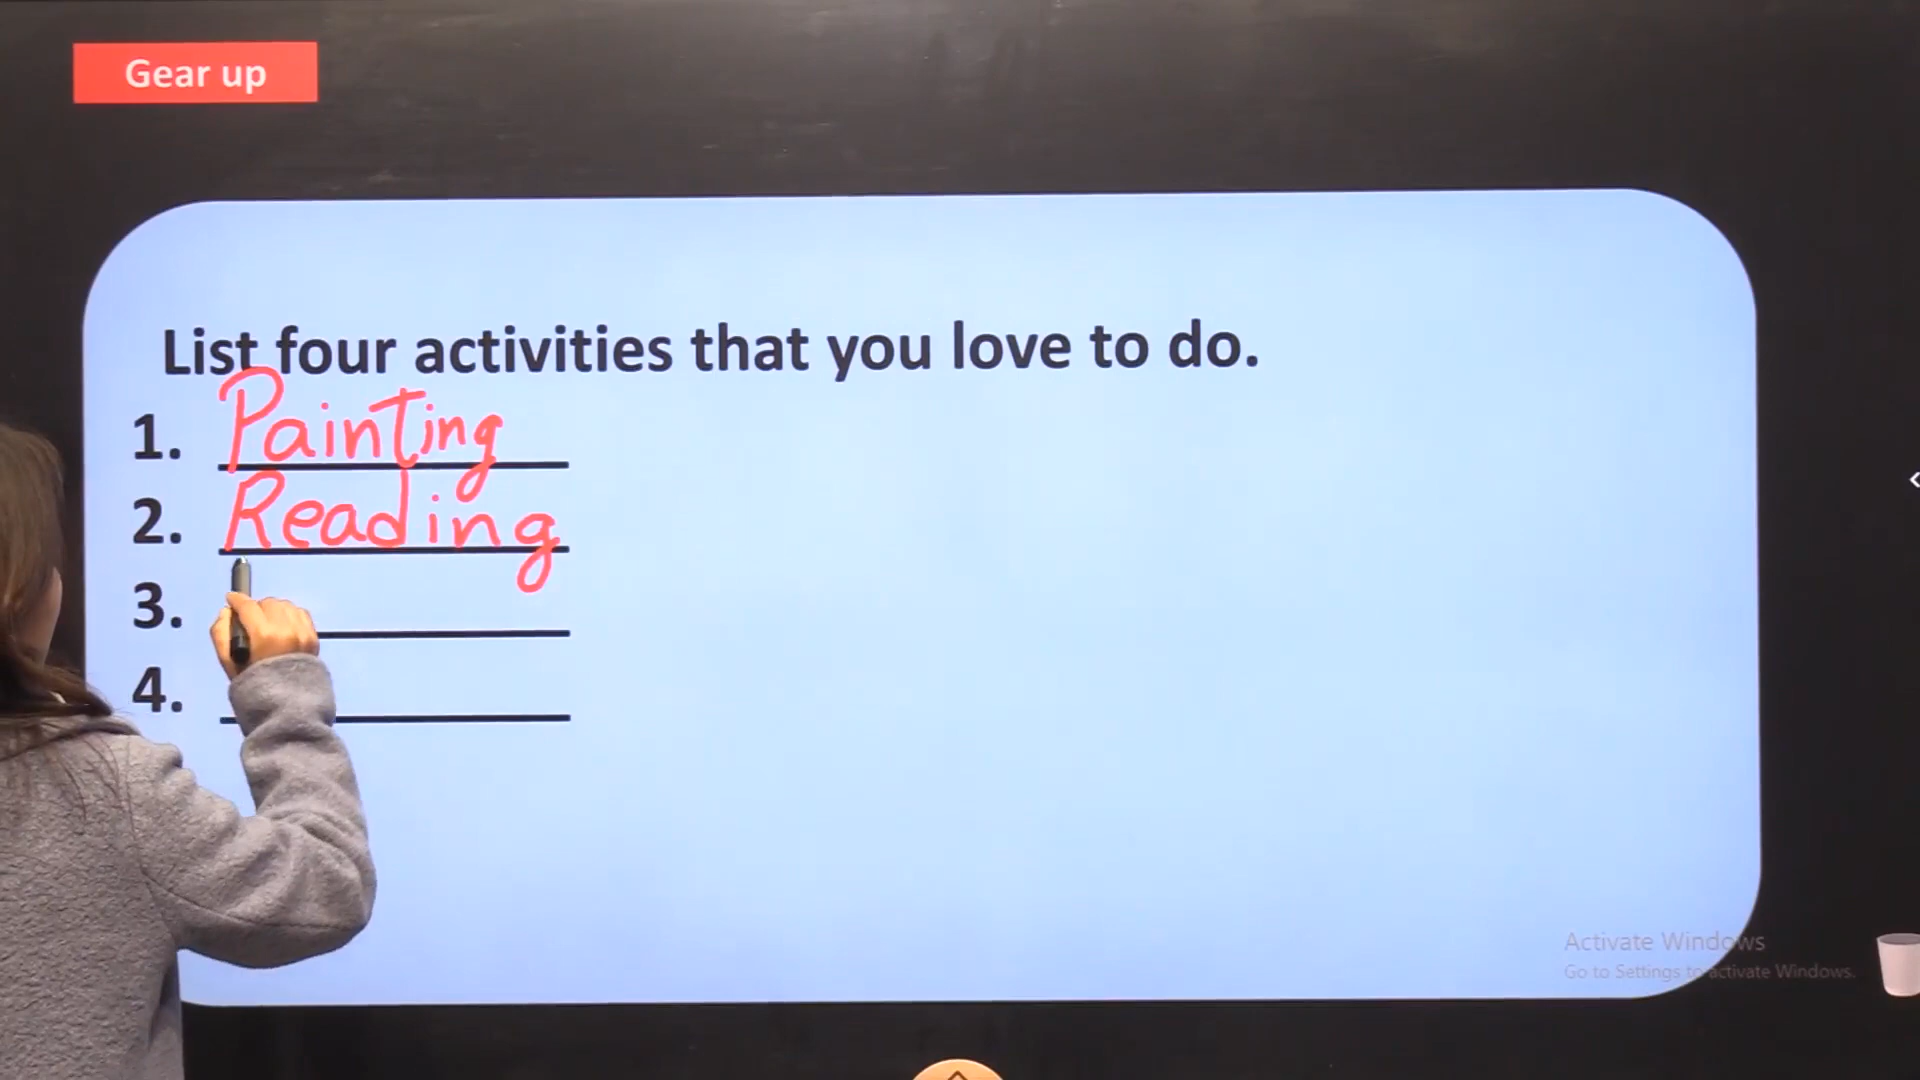 Gear up
List four activities that you love to do.
1. Painting
2. Reading
3.
4.
Activate Windows
Go to Settings to activate Windows.